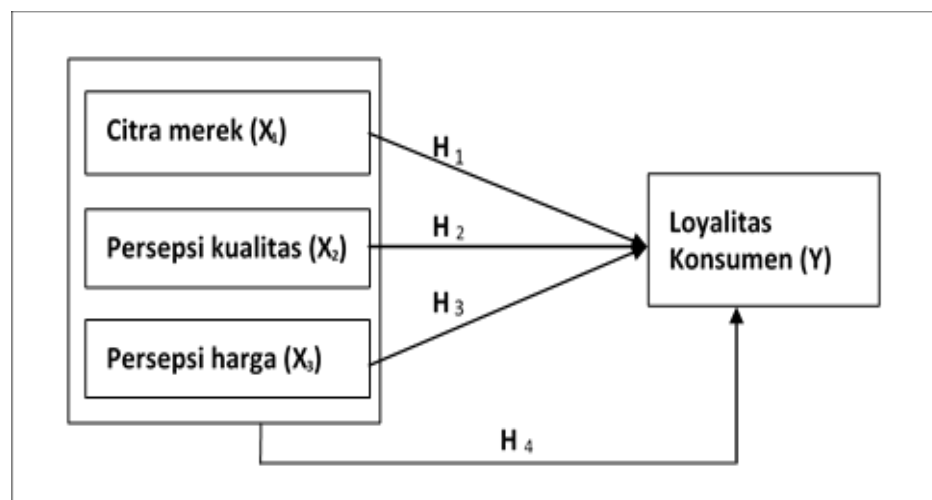 Citra merek (X₁)
H ₁
Persepsi kualitas (X₂)
H ₂
Loyalitas
Konsumen (Y)
H ₃
Persepsi harga (X₃)
H ₄